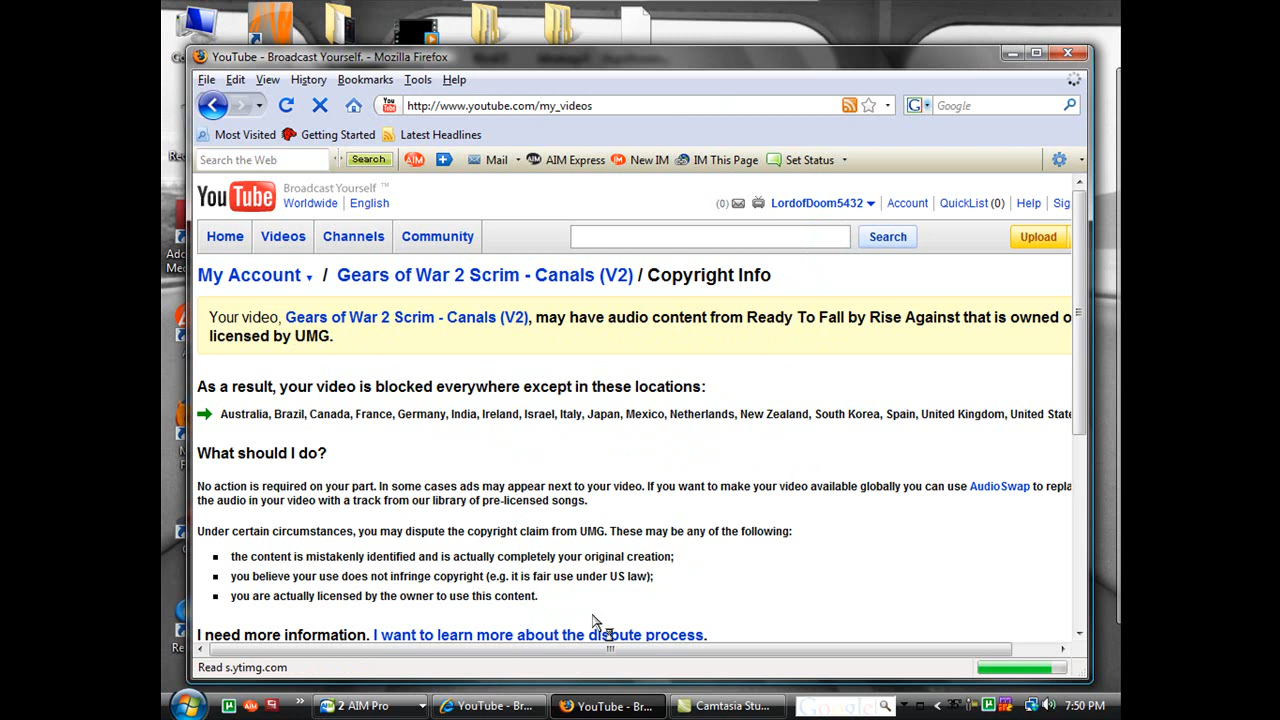 YouTube - Broadcast Yourself. - Mozilla Firefox
File Edit View History Bookmarks Tools Help
http://www.youtube.com/my_videos
Google
Most Visited Getting Started Latest Headlines
Search the Web Search AIM Mail AIM Express New IM IM This Page Set Status
YouTube Broadcast Yourself ™
Worldwide English
(0) LordofDoom5432 Account QuickList (0) Help Sig
Home Videos Channels Community Search Upload
My Account / Gears of War 2 Scrim - Canals (V2) / Copyright Info
Your video, Gears of War 2 Scrim - Canals (V2), may have audio content from Ready To Fall by Rise Against that is owned o
licensed by UMG.
As a result, your video is blocked everywhere except in these locations:
Australia, Brazil, Canada, France, Germany, India, Ireland, Israel, Italy, Japan, Mexico, Netherlands, New Zealand, South Korea, Spain, United Kingdom, United State
What should I do?
No action is required on your part. In some cases ads may appear next to your video. If you want to make your video available globally you can use AudioSwap to repla
the audio in your video with a track from our library of pre-licensed songs.
Under certain circumstances, you may dispute the copyright claim from UMG. These may be any of the following:
the content is mistakenly identified and is actually completely your original creation;
you believe your use does not infringe copyright (e.g. it is fair use under US law);
you are actually licensed by the owner to use this content.
I need more information. I want to learn more about the dispute process.
Read s.ytimg.com
2 AIM Pro YouTube - Br... YouTube - Br... Camtasia Stu... Google 7:50 PM